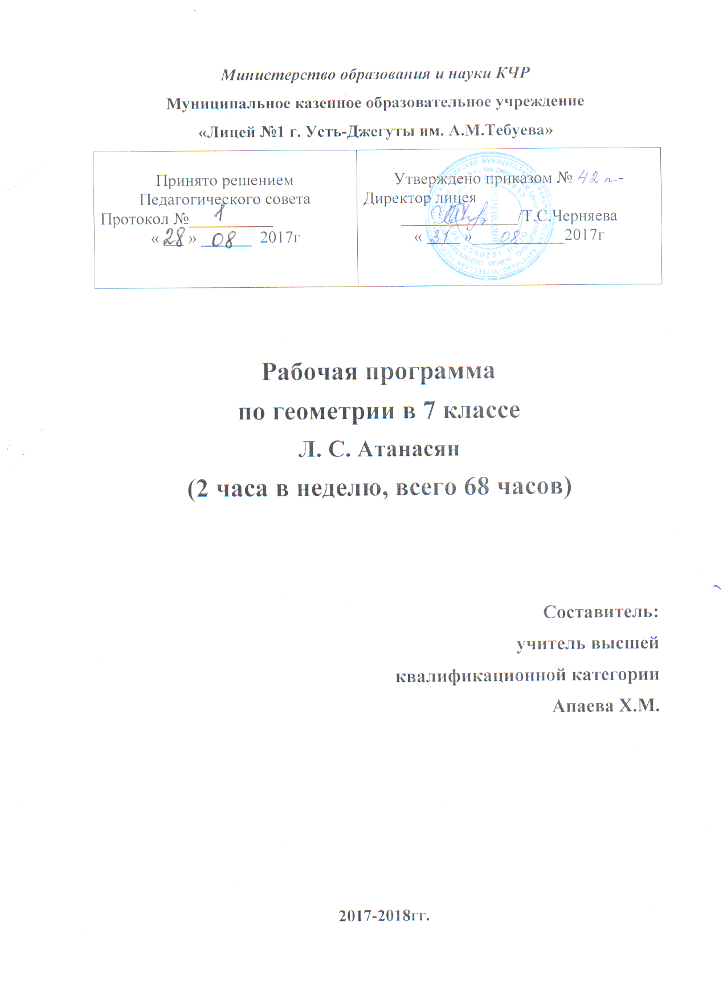 Министерство образования и науки КЧР
Муниципальное казенное образовательное учреждение
«Лицей №1 г. Усть-Джегуты им. А.М.Тебуева»
Принято решением
Педагогического совета
Протокол № 1
« 28 » 08 2017г
Утверждено приказом № 42 п-
Директор лицея
/Т.С.Черняева
« 31 » 08 2017г
Рабочая программа
по геометрии в 7 классе
Л. С. Атанасян
(2 часа в неделю, всего 68 часов)
Составитель:
учитель высшей
квалификационной категории
Апаева Х.М.
2017-2018гг.